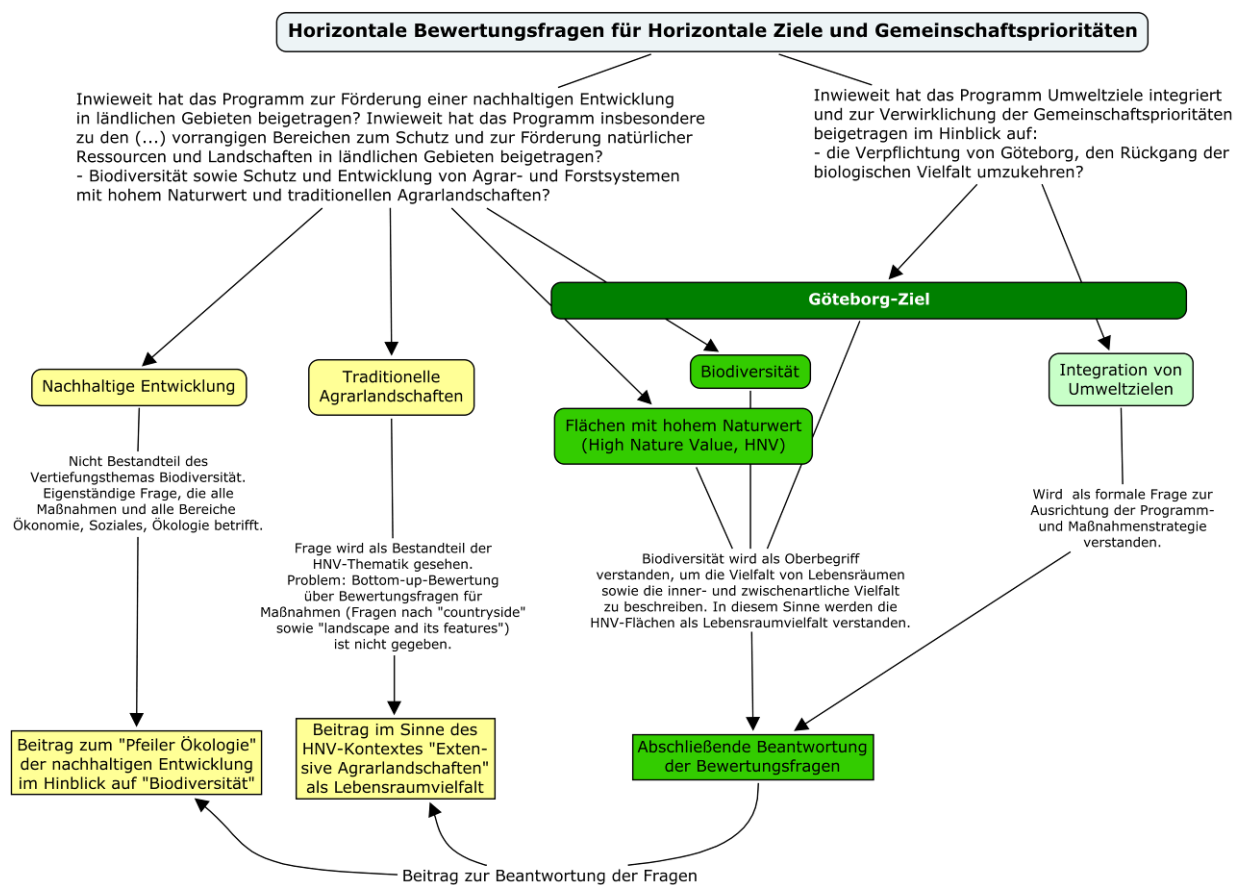 Horizontale Bewertungsfragen für Horizontale Ziele und Gemeinschaftsprioritäten
Inwieweit hat das Programm zur Förderung einer nachhaltigen Entwicklung
in ländlichen Gebieten beigetragen? Inwieweit hat das Programm insbesondere
zu den (...) vorrangigen Bereichen zum Schutz und zur Förderung natürlicher
Ressourcen und Landschaften in ländlichen Gebieten beigetragen?
- Biodiversität sowie Schutz und Entwicklung von Agrar- und Forstsystemen
mit hohem Naturwert und traditionellen Agrarlandschaften?
Inwieweit hat das Programm Umweltziele integriert
und zur Verwirklichung der Gemeinschaftsprioritäten
beigetragen im Hinblick auf:
- die Verpflichtung von Göteborg, den Rückgang der
biologischen Vielfalt umzukehren?
Göteborg-Ziel
Nachhaltige Entwicklung
Traditionelle
Agrarlandschaften
Biodiversität
Flächen mit hohem Naturwert
(High Nature Value, HNV)
Integration von
Umweltzielen
Nicht Bestandteil des
Vertiefungsthemas Biodiversität.
Eigenständige Frage, die alle
Maßnahmen und alle Bereiche
Ökonomie, Soziales, Ökologie betrifft.
Frage wird als Bestandteil der
HNV-Thematik gesehen.
Problem: Bottom-up-Bewertung
über Bewertungsfragen für
Maßnahmen (Fragen nach "countryside"
sowie "landscape and its features")
ist nicht gegeben.
Biodiversität wird als Oberbegriff
verstanden, um die Vielfalt von Lebensräumen
sowie die inner- und zwischenartliche Vielfalt
zu beschreiben. In diesem Sinne werden die
HNV-Flächen als Lebensraumvielfalt verstanden.
Wird als formale Frage zur
Ausrichtung der Programm-
und Maßnahmenstrategie
verstanden.
Beitrag zum "Pfeiler Ökologie"
der nachhaltigen Entwicklung
im Hinblick auf "Biodiversität"
Beitrag im Sinne des
HNV-Kontextes "Exten-
sive Agrarlandschaften"
als Lebensraumvielfalt
Abschließende Beantwortung
der Bewertungsfragen
Beitrag zur Beantwortung der Fragen